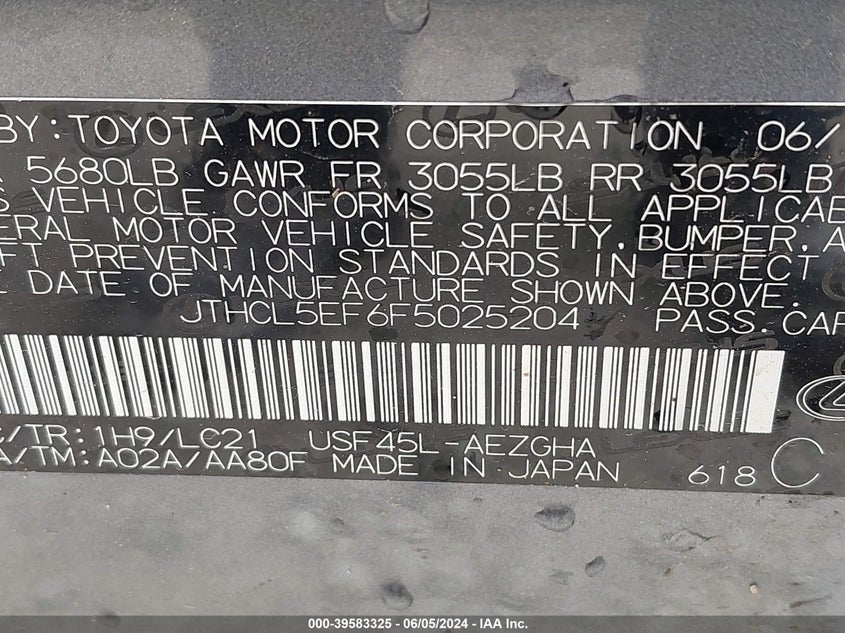 BY: TOYOTA MOTOR CORPORATION 06/
5680LB GAWR FR 3055LB RR 3055LB
S VEHICLE CONFORMS TO ALL APPLICAB
ERAL MOTOR VEHICLE SAFETY, BUMPER, A
FT PREVENTION STANDARDS IN EFFECT
E DATE OF MANUFACTURE SHOWN ABOVE.
JTHCL5EF6F5025204 PASS. CAR
C/TR: 1H9/LC21 USF45L-AEZGHA
A/TM: A02A/AA80F MADE IN JAPAN 618 C
000-39583325 - 06/05/2024 - IAA Inc.